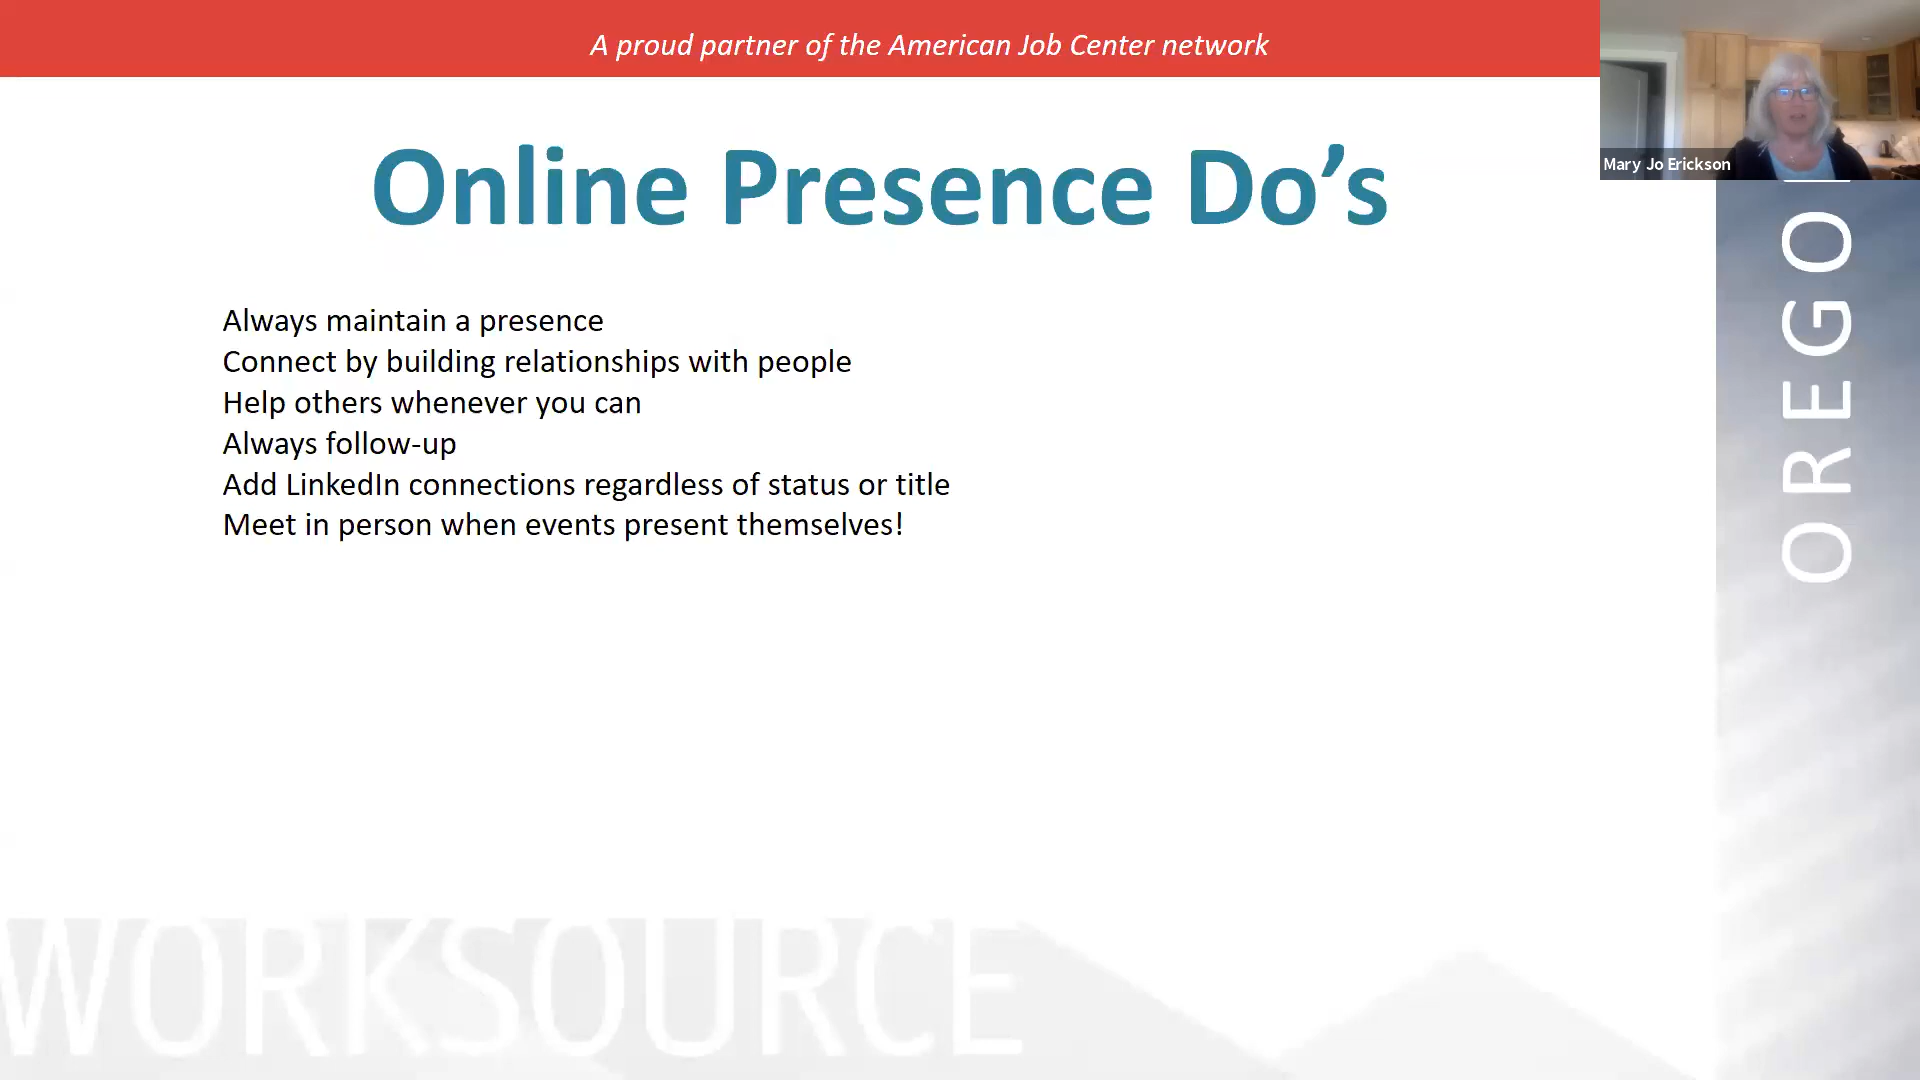 A proud partner of the American Job Center network
Mary Jo Erickson
Online Presence Do’s
Always maintain a presence
Connect by building relationships with people
Help others whenever you can
Always follow-up
Add LinkedIn connections regardless of status or title
Meet in person when events present themselves!
OREGO
WORKSOURCE